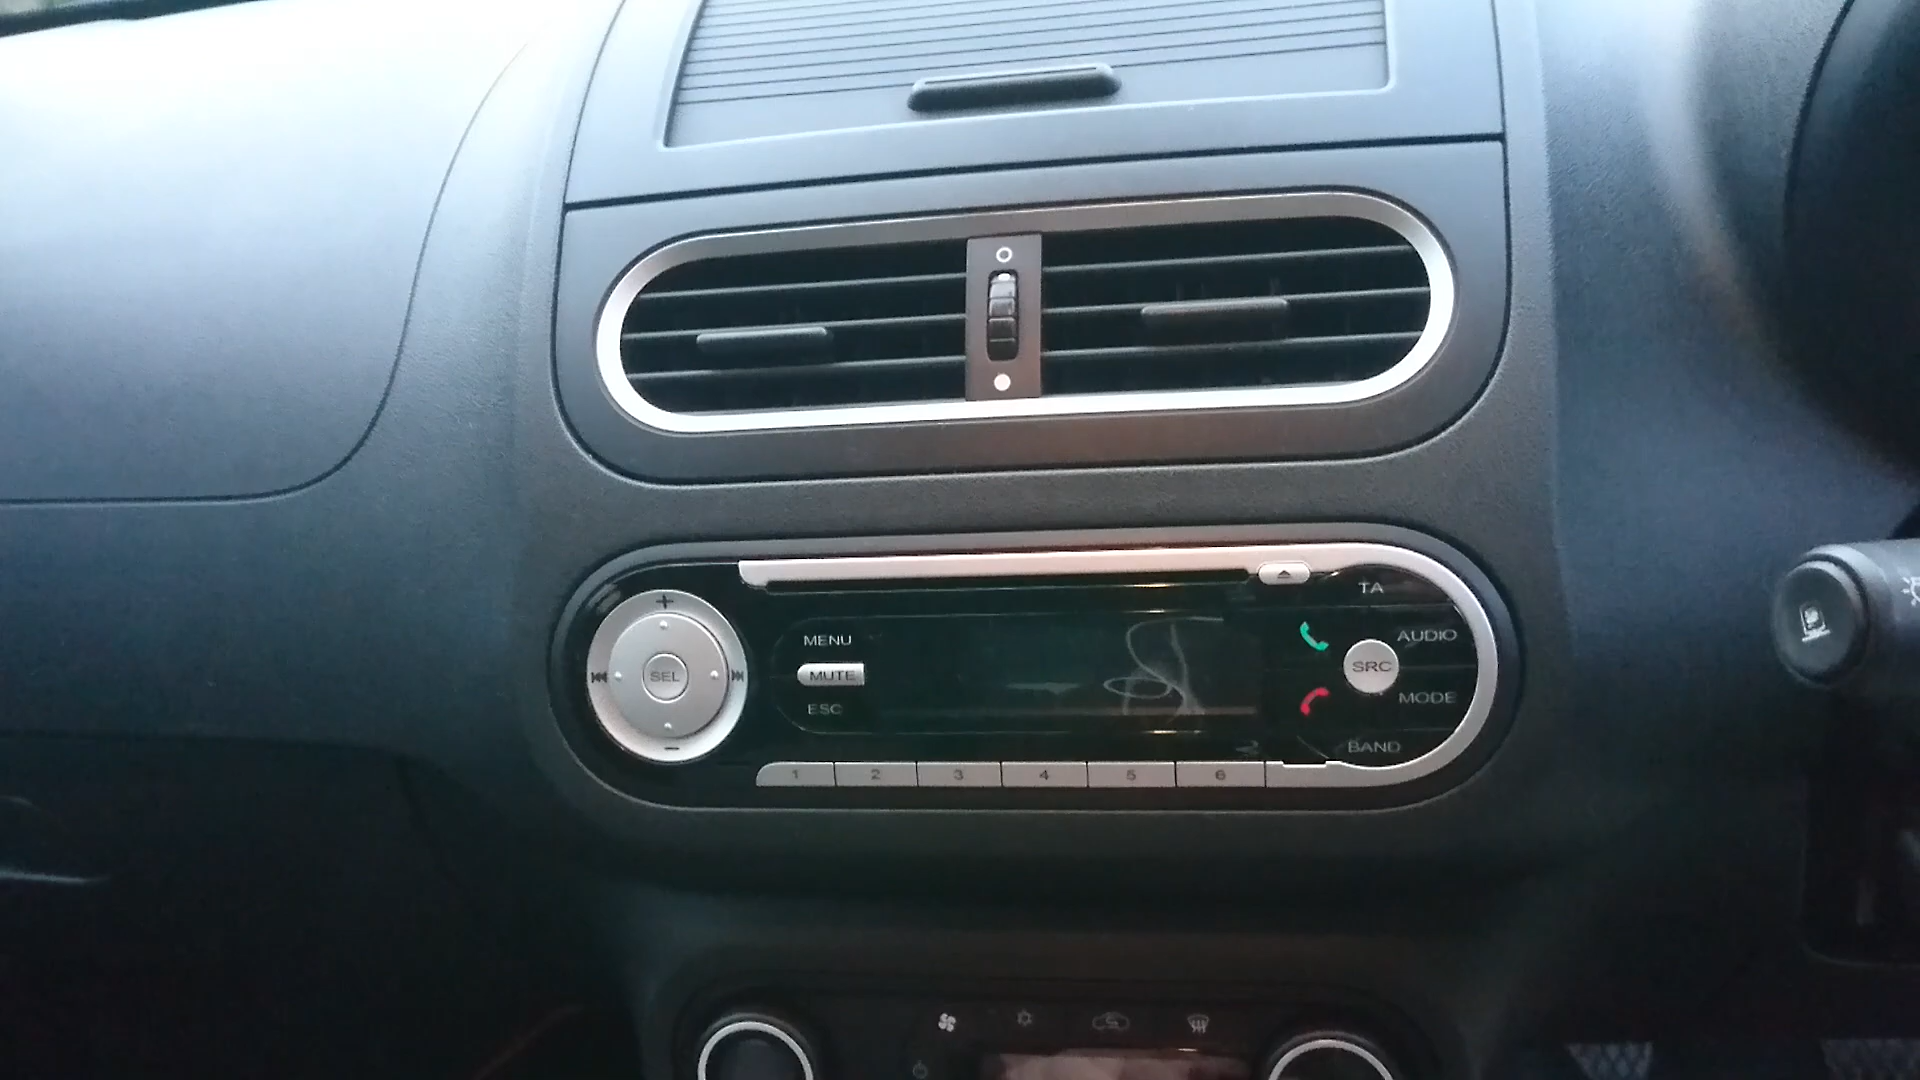 TA
MENU
AUDIO
MUTE
SEL
SRC
ESC
MODE
BAND
1 2 3 4 5 6